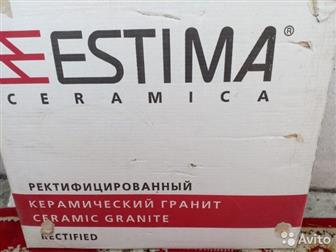 ESTIMA®
CERAMICA
РЕКТИФИЦИРОВАННЫЙ
КЕРАМИЧЕСКИЙ ГРАНИТ
CERAMIC GRANITE
RECTIFIED
Avito